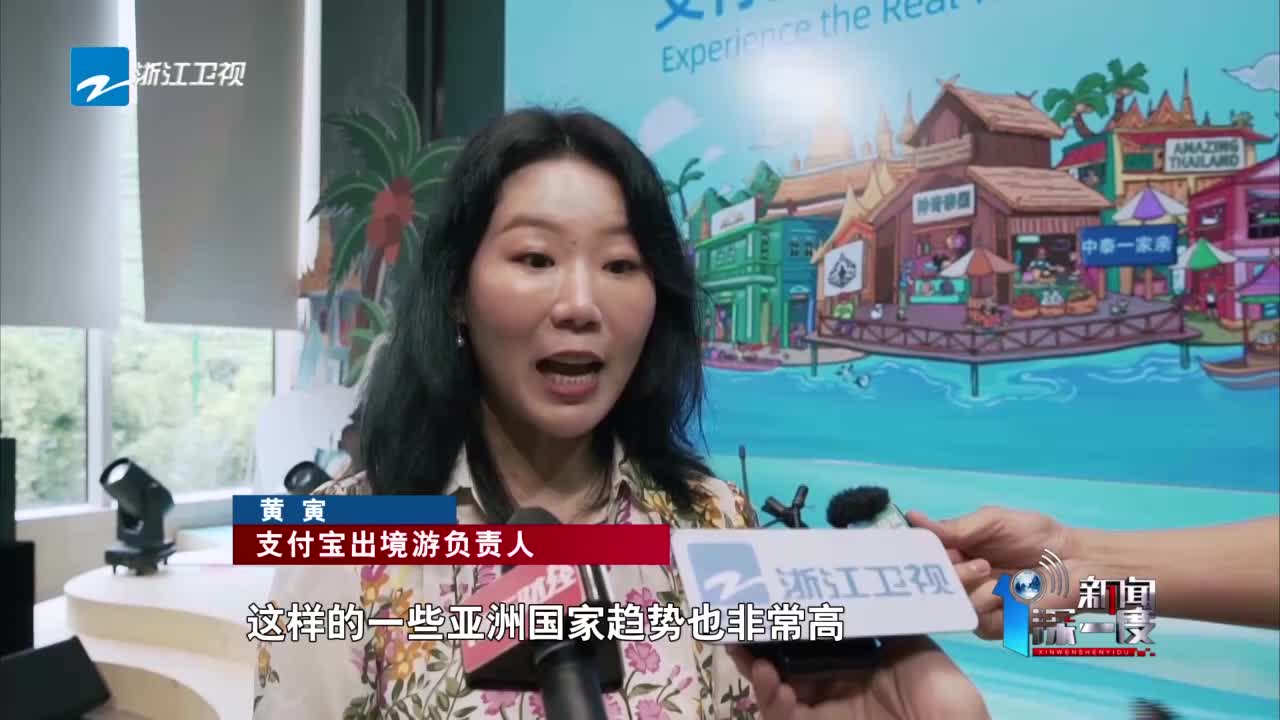 浙江卫视
支付
Experience the Real
AMAZING
THAILAND
中泰一家亲
黄寅
支付宝出境游负责人
浙江卫视
这样的一些亚洲国家趋势也非常高
新闻
深一度
XINWENSHENYIDU